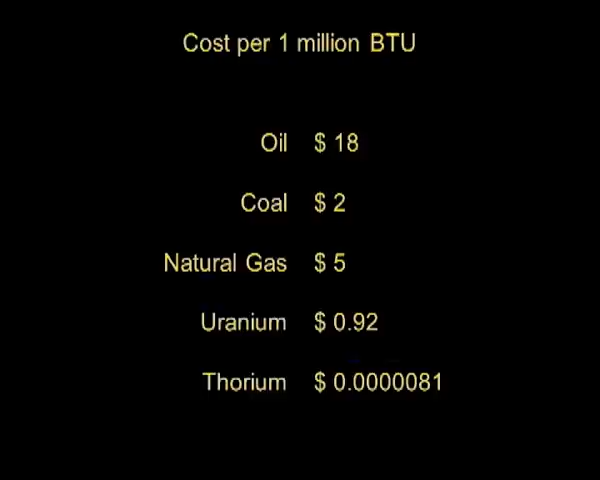 Cost per 1 million BTU
Oil $ 18
Coal $ 2
Natural Gas $ 5
Uranium $ 0.92
Thorium $ 0.0000081